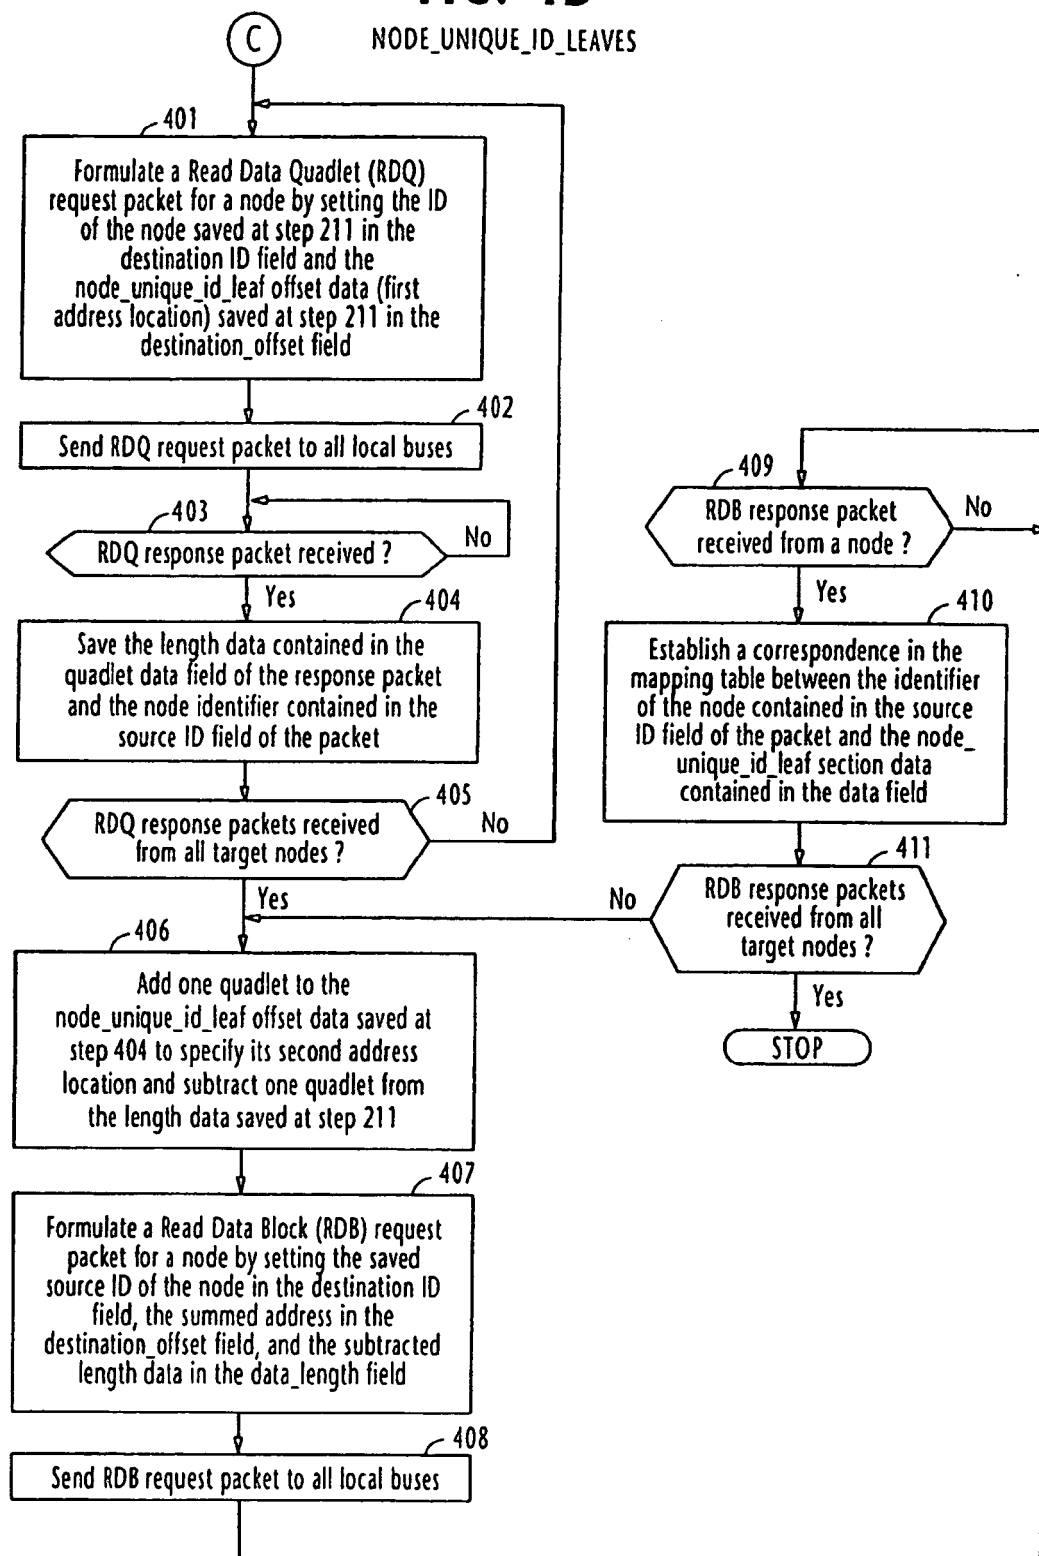 C
NODE_UNIQUE_ID_LEAVES
401
Formulate a Read Data Quadlet (RDQ)
request packet for a node by setting the ID
of the node saved at step 211 in the
destination ID field and the
node_unique_id_leaf offset data (first
address location) saved at step 211 in the
destination_offset field
402
Send RDQ request packet to all local buses
403
RDQ response packet received ?
No
Yes
404
Save the length data contained in the
quadlet data field of the response packet
and the node identifier contained in the
source ID field of the packet
405
RDQ response packets received
from all target nodes ?
No
Yes
406
Add one quadlet to the
node_unique_id_leaf offset data saved at
step 404 to specify its second address
location and subtract one quadlet from
the length data saved at step 211
407
Formulate a Read Data Block (RDB) request
packet for a node by setting the saved
source ID of the node in the destination ID
field, the summed address in the
destination_offset field, and the subtracted
length data in the data_length field
408
Send RDB request packet to all local buses
409
RDB response packet
received from a node ?
No
Yes
410
Establish a correspondence in the
mapping table between the identifier
of the node contained in the source
ID field of the packet and the node_
unique_id_leaf section data
contained in the data field
411
RDB response packets
received from all
target nodes ?
No
Yes
STOP